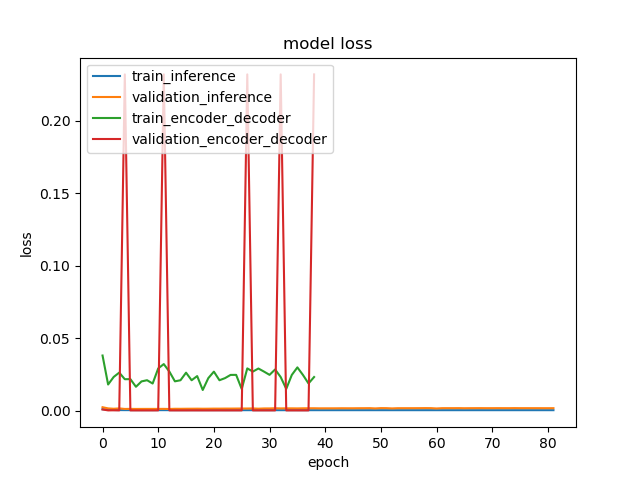 model loss
train_inference
validation_inference
train_encoder_decoder
validation_encoder_decoder
loss
0.20
0.15
0.10
0.05
0.00
0 10 20 30 40 50 60 70 80
epoch